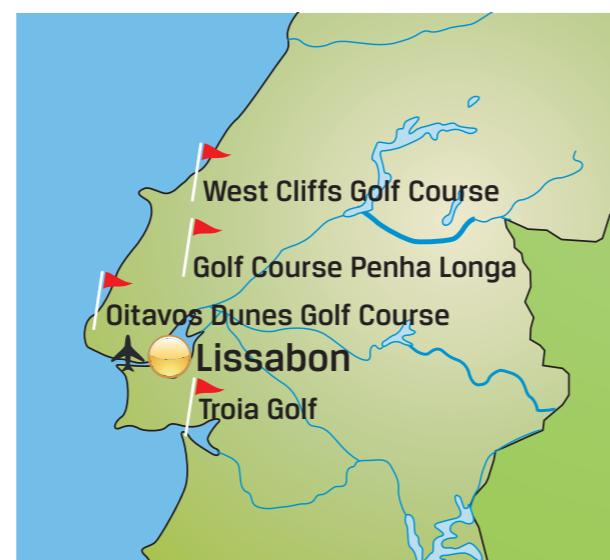 West Cliffs Golf Course
Golf Course Penha Longa
Oitavos Dunes Golf Course
Lissabon
Troia Golf